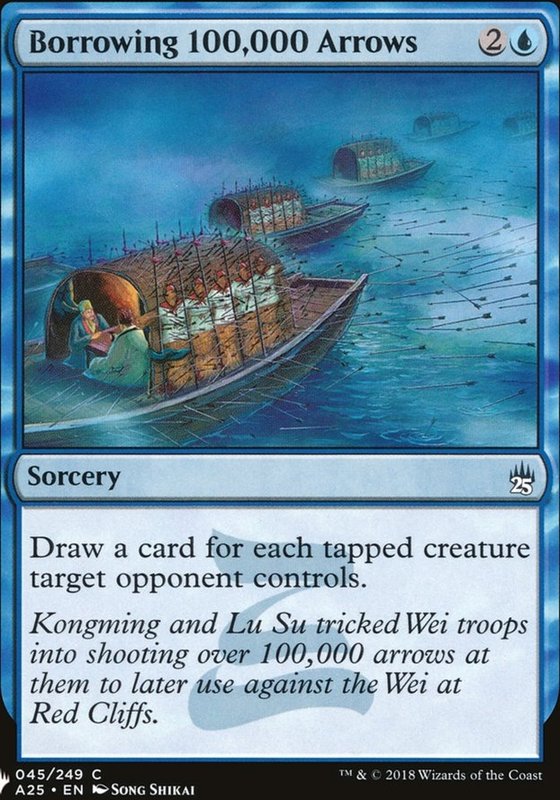 Borrowing 100,000 Arrows 2
Sorcery
25
Draw a card for each tapped creature
target opponent controls.
Kongming and Lu Su tricked Wei troops
into shooting over 100,000 arrows at
them to later use against the Wei at
Red Cliffs.
045/249 C
A25 • EN Song Shikai
™ & © 2018 Wizards of the Coast